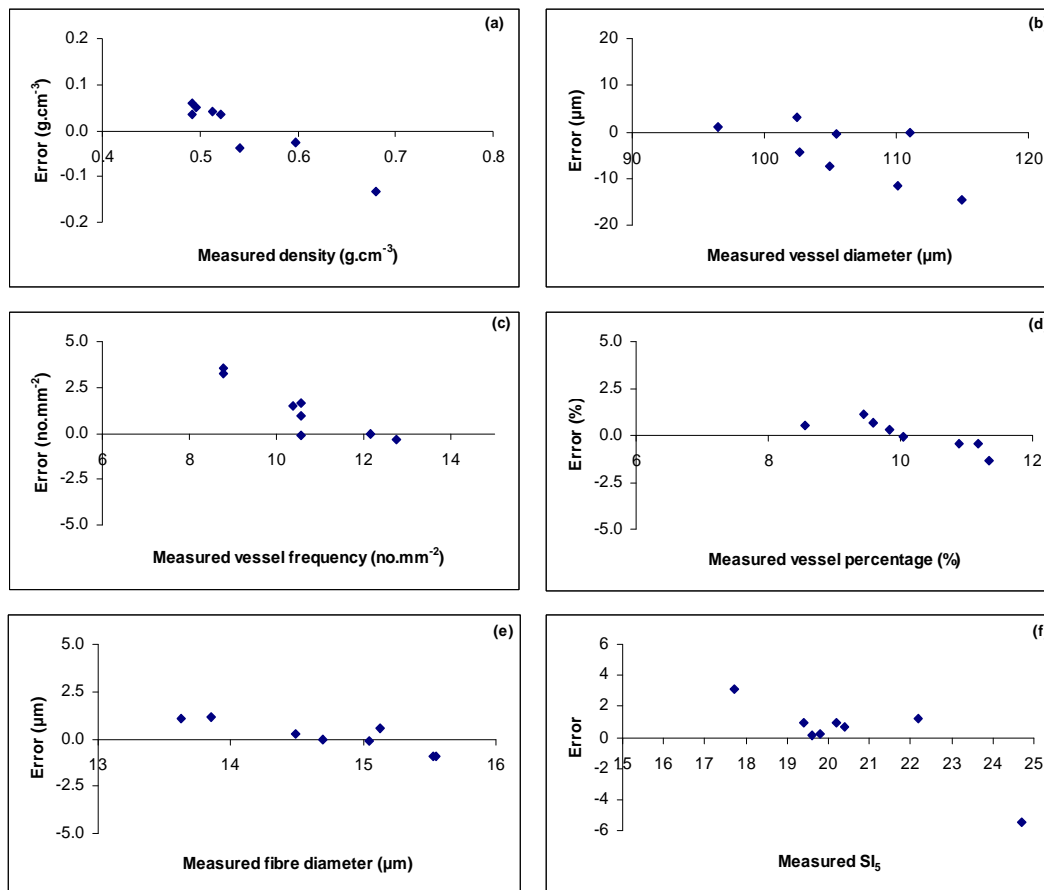 (a)
0.2
0.1
0.0
-0.1
-0.2
0.4 0.5 0.6 0.7 0.8
Error (g.cm⁻³)
Measured density (g.cm⁻³)
(b
20
10
0
-10
-20
90 100 110 120
Error (µm)
Measured vessel diameter (µm)
(c)
5.0
2.5
0.0
-2.5
-5.0
6 8 10 12 14
Error (no.mm⁻²)
Measured vessel frequency (no.mm⁻²)
(d
5.0
2.5
0.0
-2.5
-5.0
6 8 10 12
Error (%)
Measured vessel percentage (%)
(e)
5.0
2.5
0.0
-2.5
-5.0
13 14 15 16
Error (µm)
Measured fibre diameter (µm)
(f
6
4
2
0
-2
-4
-6
15 16 17 18 19 20 21 22 23 24 25
Error
Measured SI₅